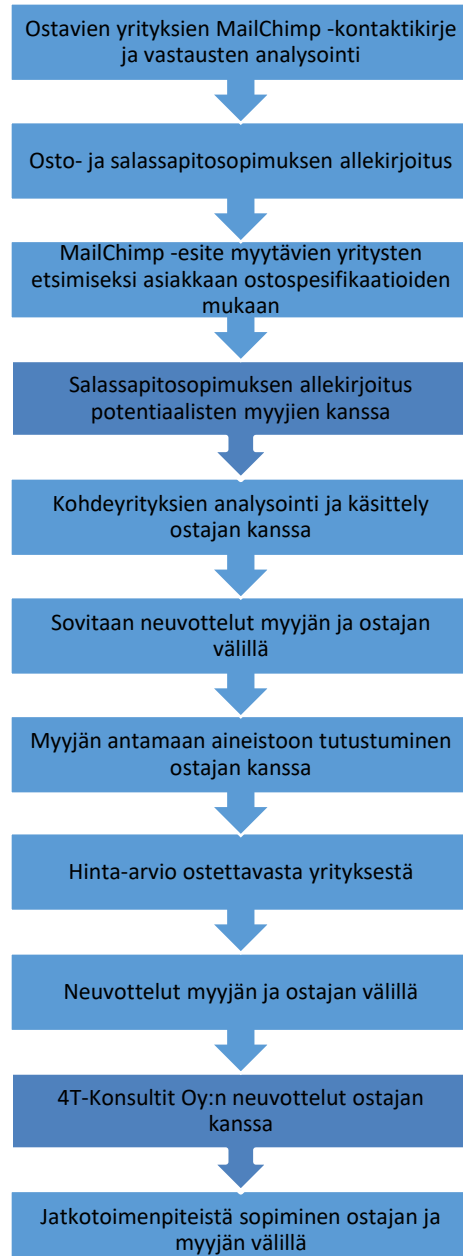 Ostavien yrityksien MailChimp -kontaktikirje
ja vastausten analysointi
Osto- ja salassapitosopimuksen allekirjoitus
MailChimp -esite myytävien yritysten
etsimiseksi asiakkaan ostospesifikaatioiden
mukaan
Salassapitosopimuksen allekirjoitus
potentiaalisten myyjien kanssa
Kohdeyrityksien analysointi ja käsittely
ostajan kanssa
Sovitaan neuvottelut myyjän ja ostajan
välillä
Myyjän antamaan aineistoon tutustuminen
ostajan kanssa
Hinta-arvio ostettavasta yrityksestä
Neuvottelut myyjän ja ostajan välillä
4T-Konsultit Oy:n neuvottelut ostajan
kanssa
Jatkotoimenpiteistä sopiminen ostajan ja
myyjän välillä